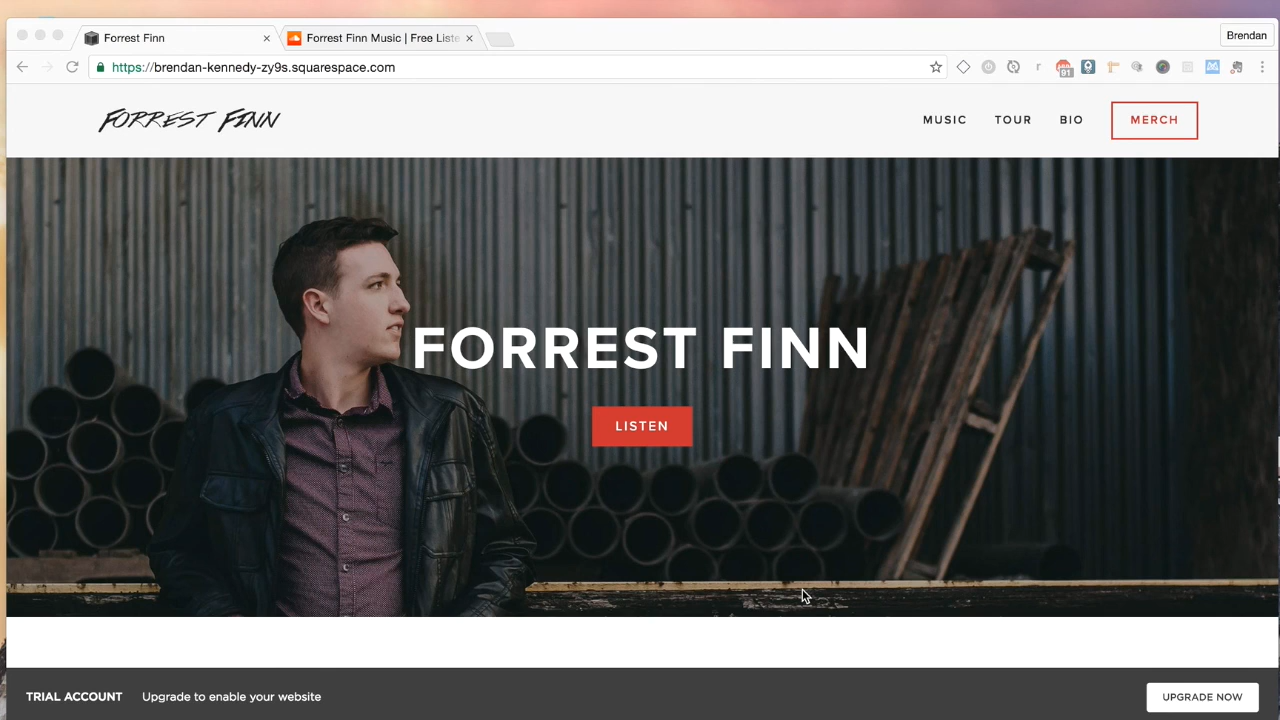 Forrest Finn
Forrest Finn Music | Free Liste
Brendan
https://brendan-kennedy-zy9s.squarespace.com
r
91
FORREST FINN
MUSIC
TOUR
BIO
MERCH
FORREST FINN
LISTEN
TRIAL ACCOUNT
Upgrade to enable your website
UPGRADE NOW